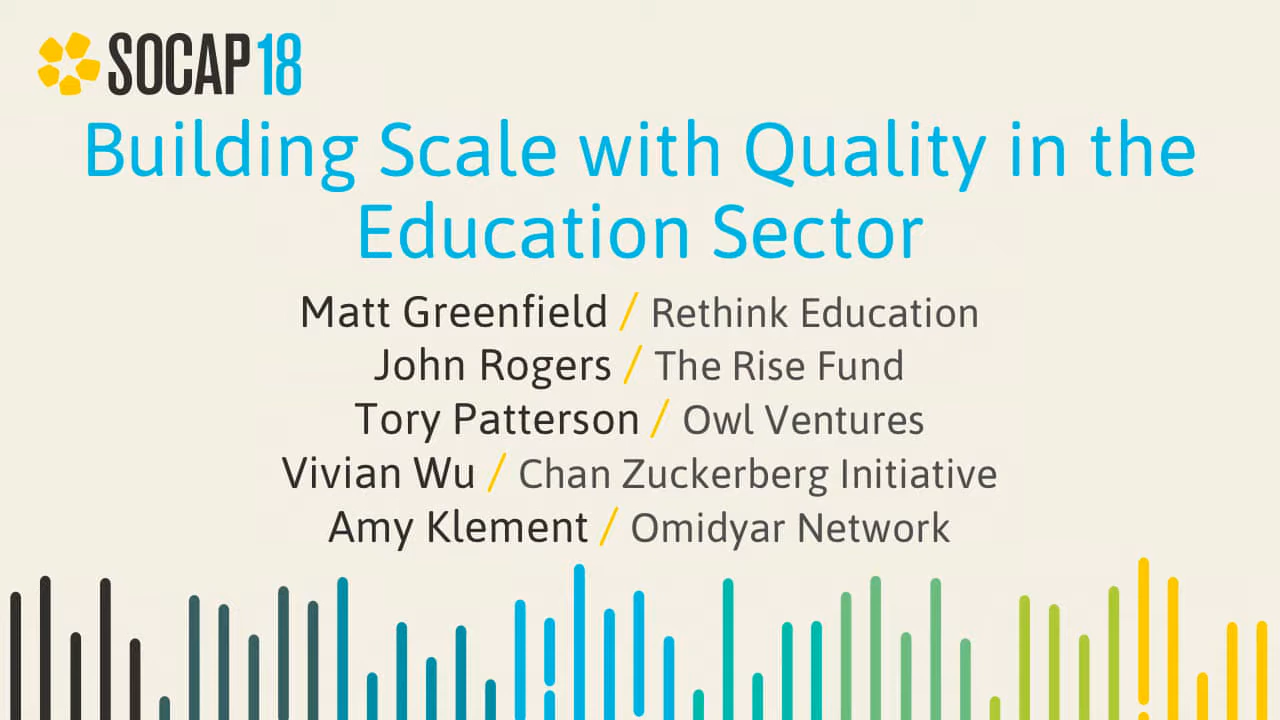 SOCAP18
Building Scale with Quality in the
Education Sector
Matt Greenfield / Rethink Education
John Rogers / The Rise Fund
Tory Patterson / Owl Ventures
Vivian Wu / Chan Zuckerberg Initiative
Amy Klement / Omidyar Network